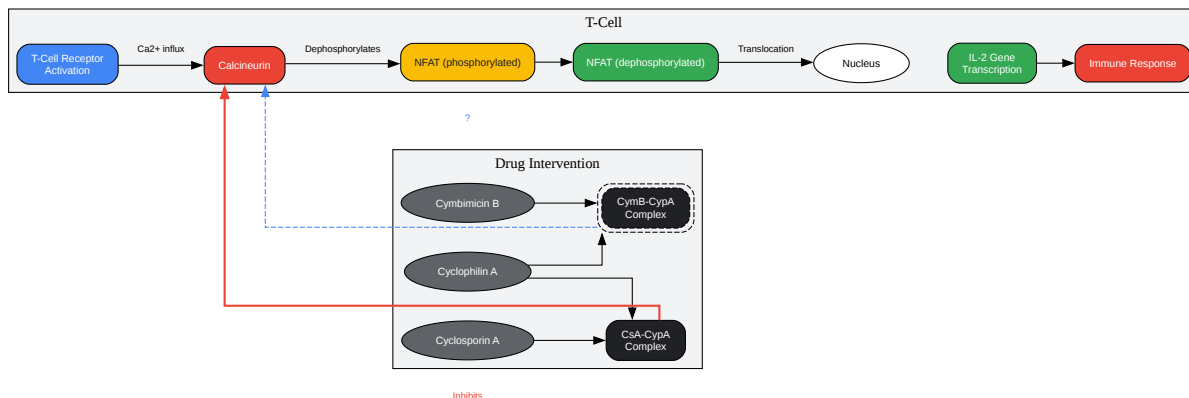 T-Cell
T-Cell Receptor
Activation
Ca2+ influx
Calcineurin
Dephosphorylates
NFAT (phosphorylated)
NFAT (dephosphorylated)
Translocation
Nucleus
IL-2 Gene
Transcription
Immune Response
?
Drug Intervention
Cymbimicin B
CymB-CypA
Complex
Cyclophilin A
Cyclosporin A
CsA-CypA
Complex
Inhibits